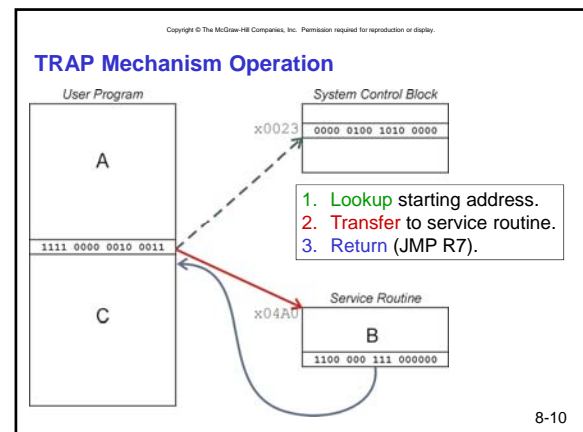 Copyright © The McGraw-Hill Companies, Inc. Permission required for reproduction or display.
TRAP Mechanism Operation
User Program
System Control Block
A
x0023
0000 0100 1010 0000
1. Lookup starting address.
2. Transfer to service routine.
3. Return (JMP R7).
1111 0000 0010 0011
C
Service Routine
x04A0
B
1100 000 111 000000
8-10